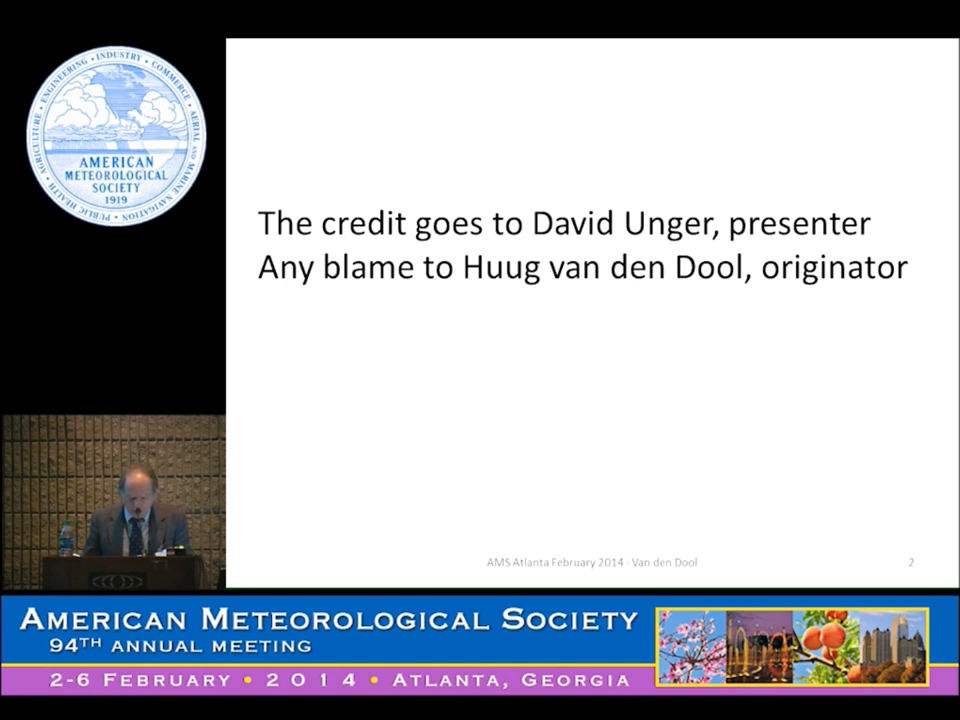 AGRICULTURE • ENGINEERING • INDUSTRY • COMMERCE • AERIAL AND MARINE NAVIGATION • PUBLIC HEALTH •
AMERICAN
METEOROLOGICAL
SOCIETY
1919
The credit goes to David Unger, presenter
Any blame to Huug van den Dool, originator
AMS Atlanta February 2014 - Van den Dool
2
AMERICAN METEOROLOGICAL SOCIETY
94TH ANNUAL MEETING
2-6 FEBRUARY • 2014 • ATLANTA, GEORGIA